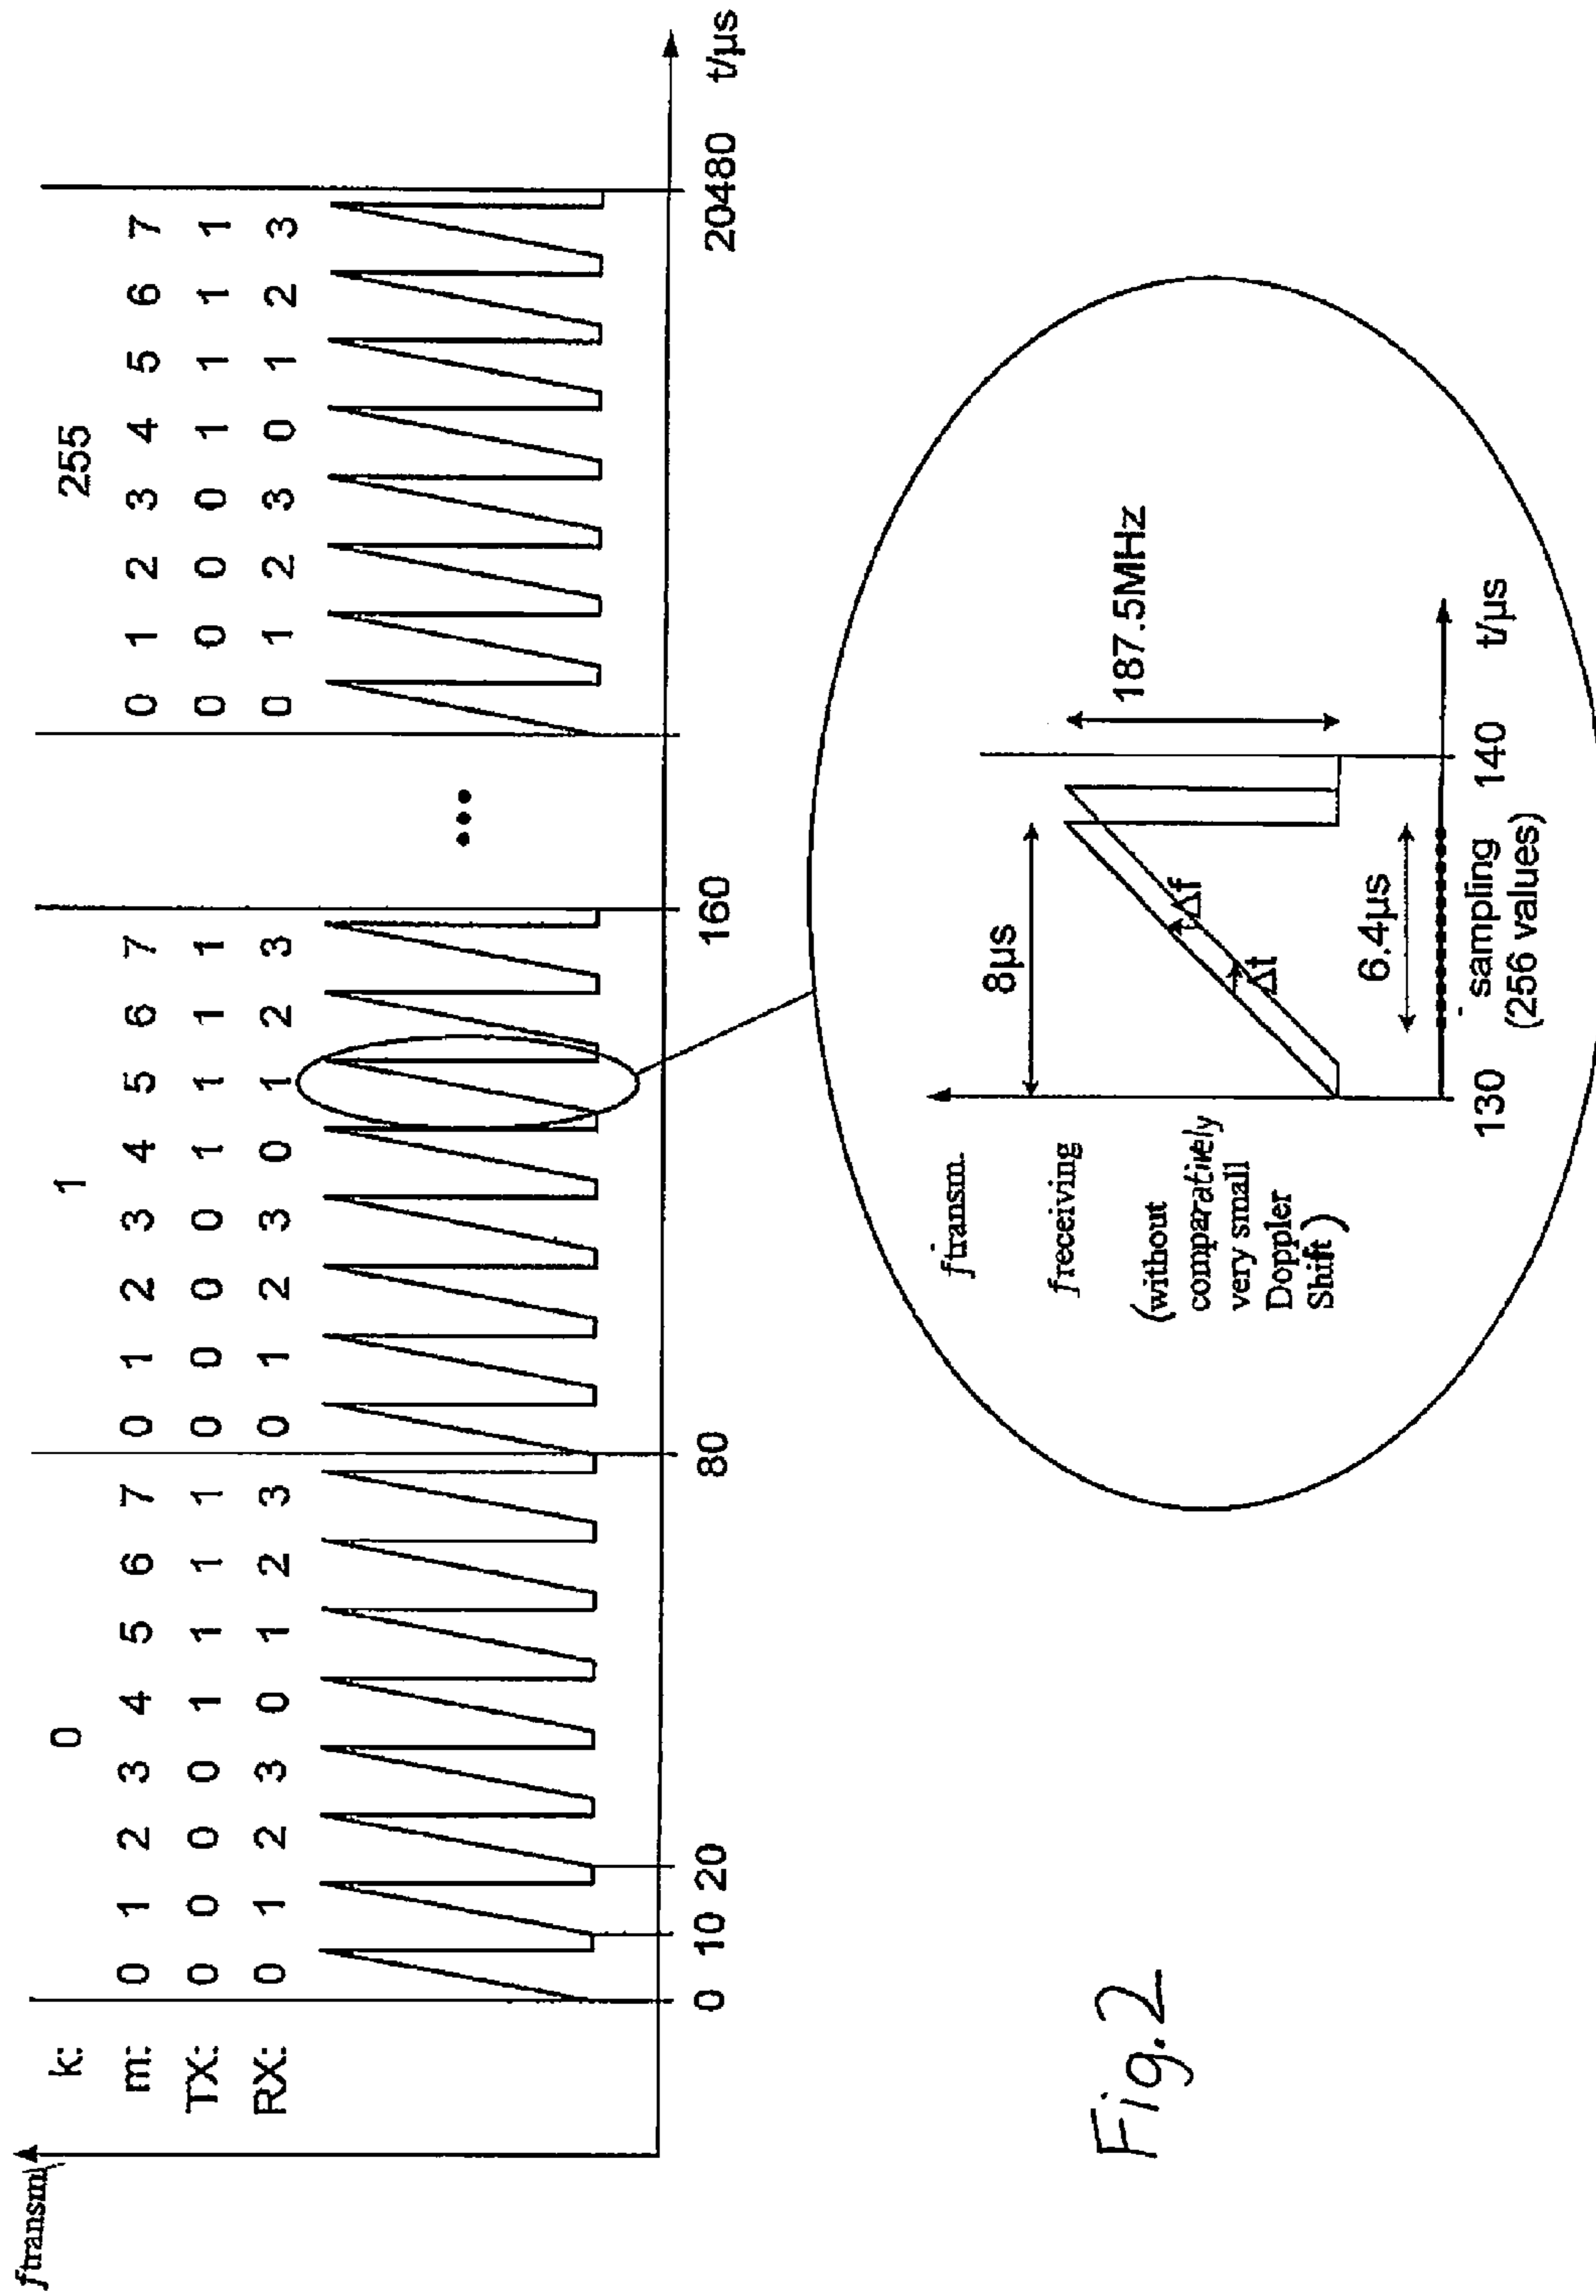 ftransm
k: 0 1 255
m: 0 1 2 3 4 5 6 7 0 1 2 3 4 5 6 7 0 1 2 3 4 5 6 7
TX: 0 0 0 0 1 1 1 1 0 0 0 0 1 1 1 1 0 0 0 0 1 1 1 1
RX: 0 1 2 3 0 1 2 3 0 1 2 3 0 1 2 3 0 1 2 3 0 1 2 3
•••
0 10 20 80 160 20480 t/µs
ftransm.
freceiving
(without
comparatively
very small
Doppler
Shift)
8µs
Δt
Δf
187.5MHz
6.4µs
130 sampling 140 t/µs
(256 values)
Fig.2